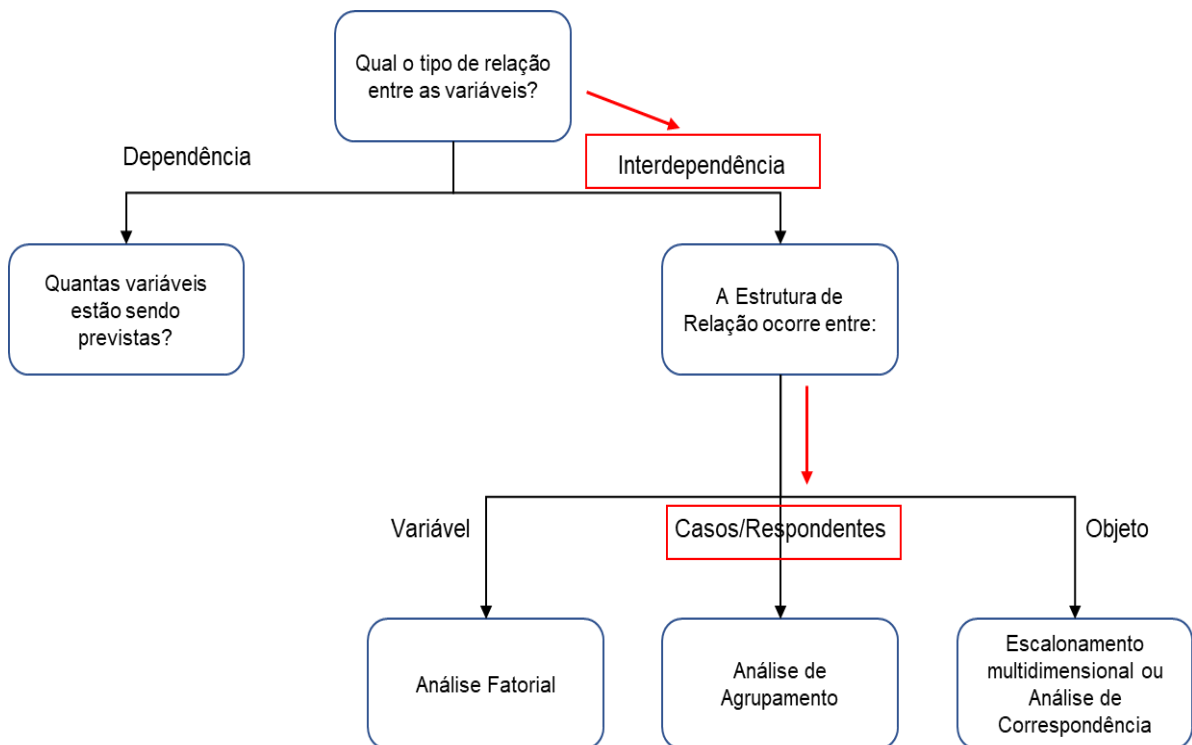 Qual o tipo de relação
entre as variáveis?
Dependência
Interdependência
Quantas variáveis
estão sendo
previstas?
A Estrutura de
Relação ocorre entre:
Variável
Casos/Respondentes
Objeto
Análise Fatorial
Análise de
Agrupamento
Escalonamento
multidimensional ou
Análise de
Correspondência